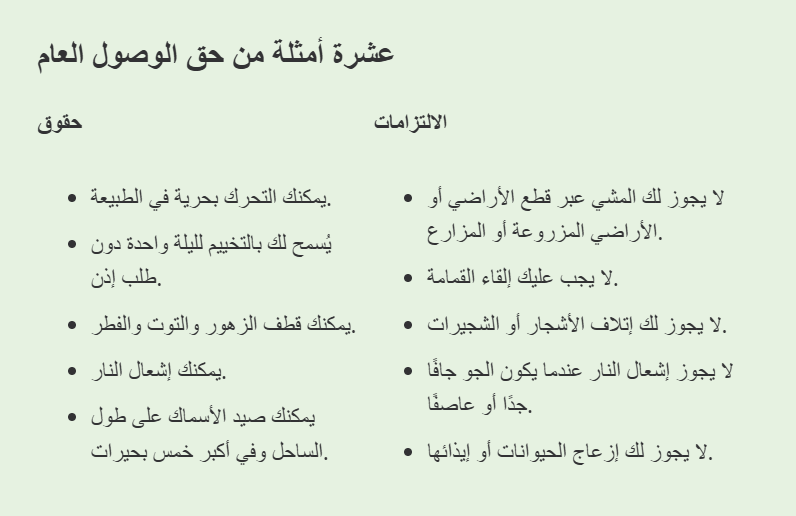 عشرة أمثلة من حق الوصول العام
حقوق
• يمكنك التحرك بحرية في الطبيعة.
• يُسمح لك بالتخييم لليلة واحدة دون
طلب إذن.
• يمكنك قطف الزهور والتوت والفطر.
• يمكنك إشعال النار.
• يمكنك صيد الأسماك على طول
الساحل وفي أكبر خمس بحيرات.
الالتزامات
• لا يجوز لك المشي عبر قطع الأراضي أو
الأراضي المزروعة أو المزارع.
• لا يجب عليك إلقاء القمامة.
• لا يجوز لك إتلاف الأشجار أو الشجيرات.
• لا يجوز إشعال النار عندما يكون الجو جافًا
جدًا أو عاصفًا.
• لا يجوز لك إزعاج الحيوانات أو إيذائها.